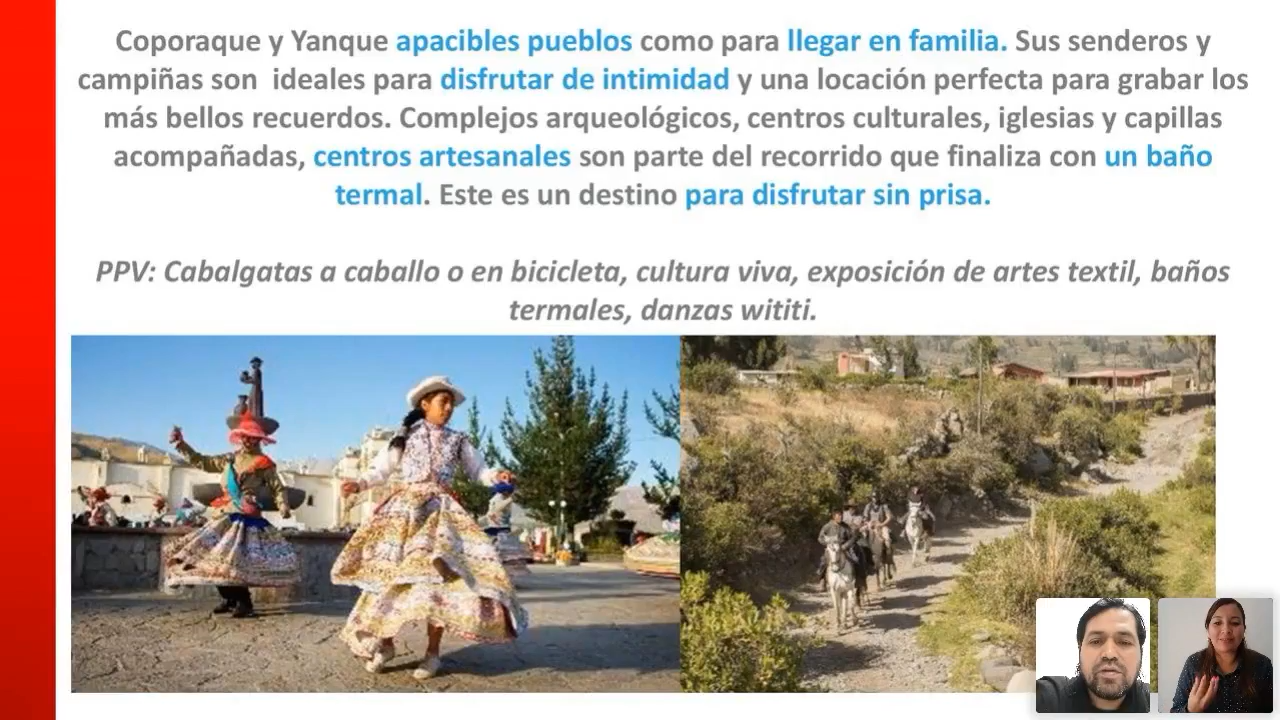 Coporaque y Yanque apacibles pueblos como para llegar en familia. Sus senderos y
campiñas son  ideales para disfrutar de intimidad y una locación perfecta para grabar los
más bellos recuerdos. Complejos arqueológicos, centros culturales, iglesias y capillas
acompañadas, centros artesanales son parte del recorrido que finaliza con un baño
termal. Este es un destino para disfrutar sin prisa.
PPV: Cabalgatas a caballo o en bicicleta, cultura viva, exposición de artes textil, baños
termales, danzas wititi.